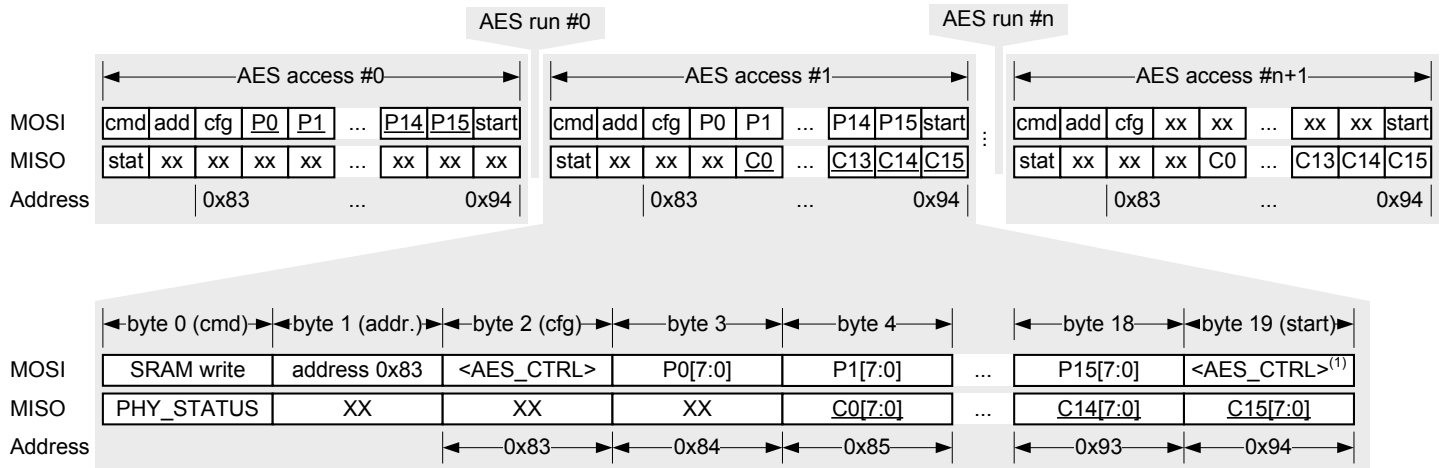 AES run #0 AES run #n
AES access #0 AES access #1 AES access #n+1
MOSI cmd add cfg P0 P1 ... P14 P15 start cmd add cfg P0 P1 ... P14 P15 start ... cmd add cfg xx xx ... xx xx start
MISO stat xx xx xx xx ... xx xx xx stat xx xx xx C0 ... C13 C14 C15 stat xx xx xx C0 ... C13 C14 C15
Address 0x83 ... 0x94 0x83 ... 0x94 0x83 ... 0x94
byte 0 (cmd) byte 1 (addr.) byte 2 (cfg) byte 3 byte 4 byte 18 byte 19 (start)
MOSI SRAM write address 0x83 <AES_CTRL> P0[7:0] P1[7:0] ... P15[7:0] <AES_CTRL>(1)
MISO PHY_STATUS XX XX XX C0[7:0] ... C14[7:0] C15[7:0]
Address 0x83 0x84 0x85 0x93 0x94